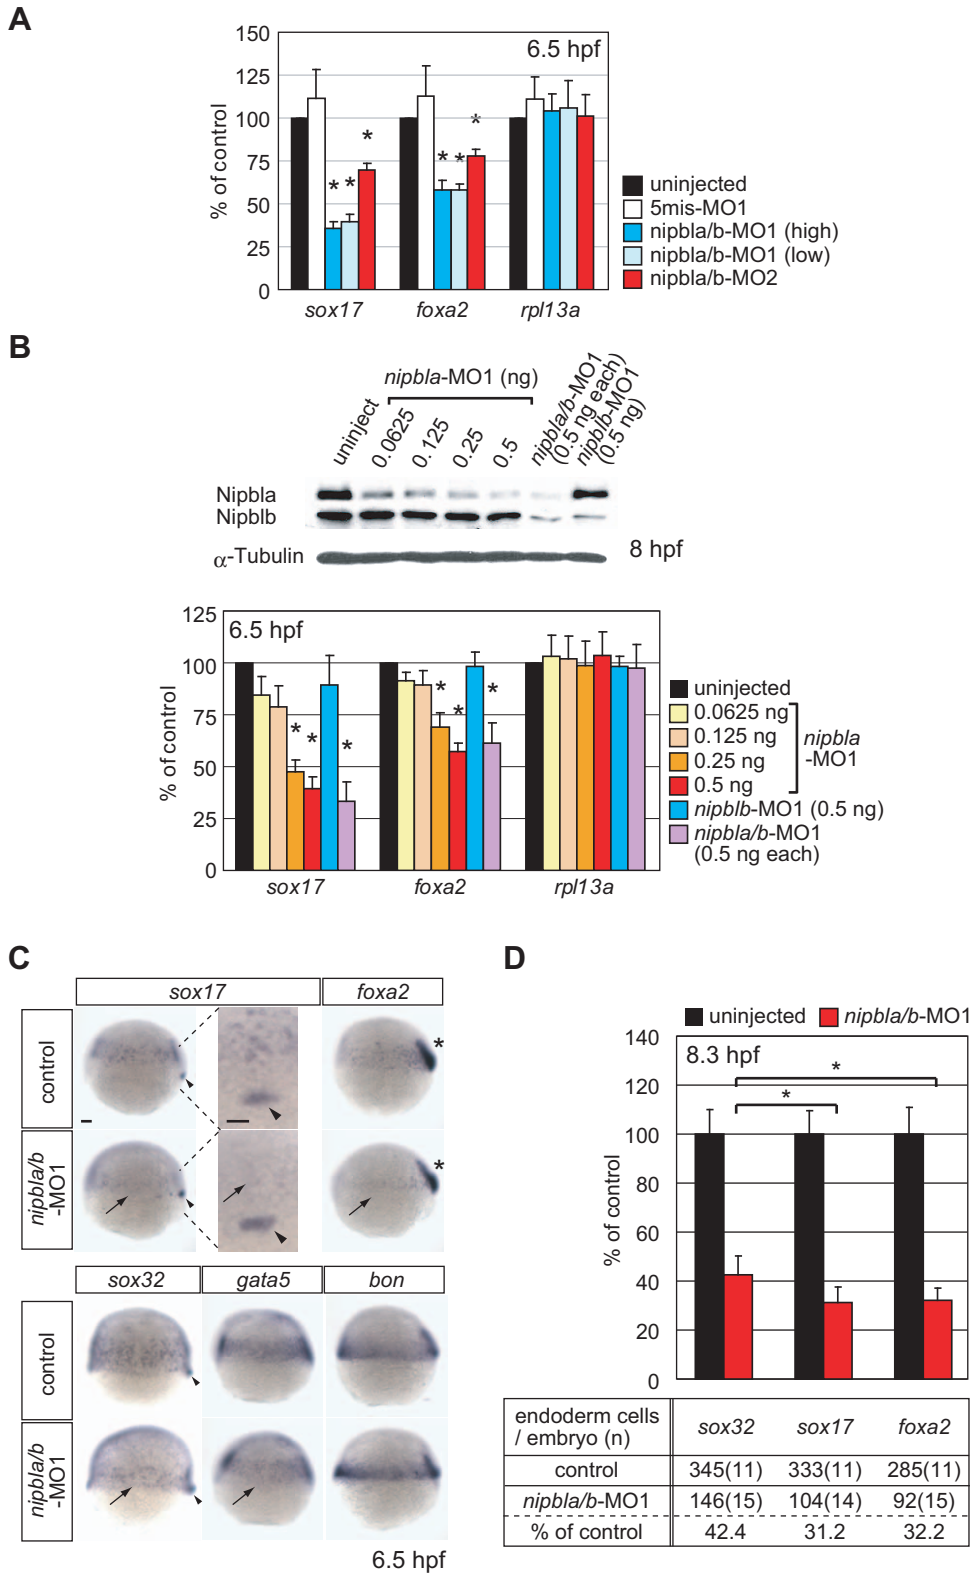 A
150
125
100
75
50
25
0
% of control
6.5 hpf
* * *
* * *
sox17 foxa2 rpl13a
uninjected
5mis-MO1
nipbla/b-MO1 (high)
nipbla/b-MO1 (low)
nipbla/b-MO2
B
nipbla-MO1 (ng)
uninject
0.0625
0.125
0.25
0.5
nipbla/b-MO1
(0.5 ng each)
nipblb-MO1
(0.5 ng)
Nipbla
Nipblb
α-Tubulin
8 hpf
125
100
75
50
25
0
% of control
6.5 hpf
* * *
* * *
sox17 foxa2 rpl13a
uninjected
0.0625 ng
0.125 ng
0.25 ng
0.5 ng
nipbla
-MO1
nipblb-MO1 (0.5 ng)
nipbla/b-MO1
(0.5 ng each)
C
sox17 foxa2
control
*
nipbla/b
-MO1
*
sox32 gata5 bon
control
nipbla/b
-MO1
6.5 hpf
D
uninjected nipbla/b-MO1
140
120
100
80
60
40
20
0
% of control
8.3 hpf
*
*
endoderm cells
/ embryo (n)
sox32 sox17 foxa2
control 345(11) 333(11) 285(11)
nipbla/b-MO1 146(15) 104(14) 92(15)
% of control 42.4 31.2 32.2